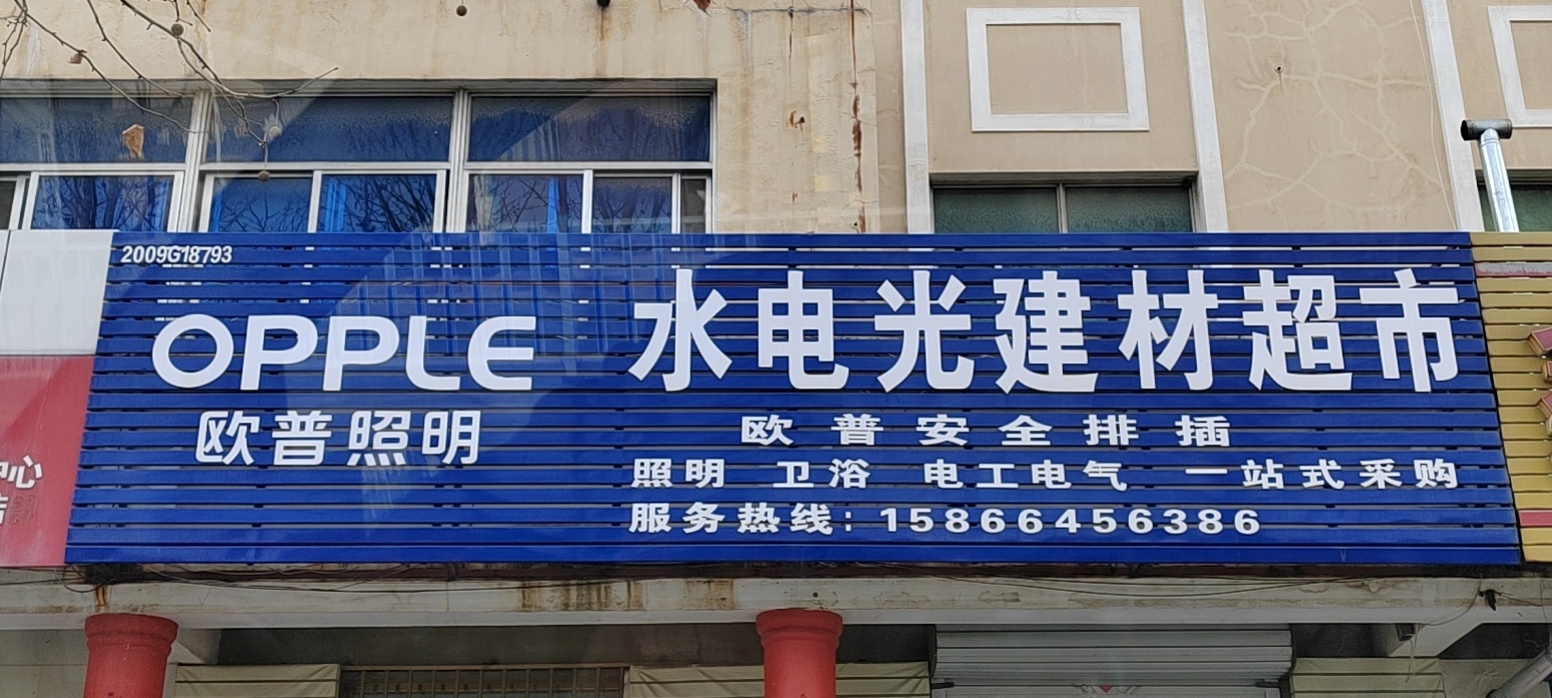 2009G18793
OPPLE
欧普照明
水电光建材超市
欧普安全排插
照明 卫浴 电工电气 一站式采购
服务热线：15866456386
心